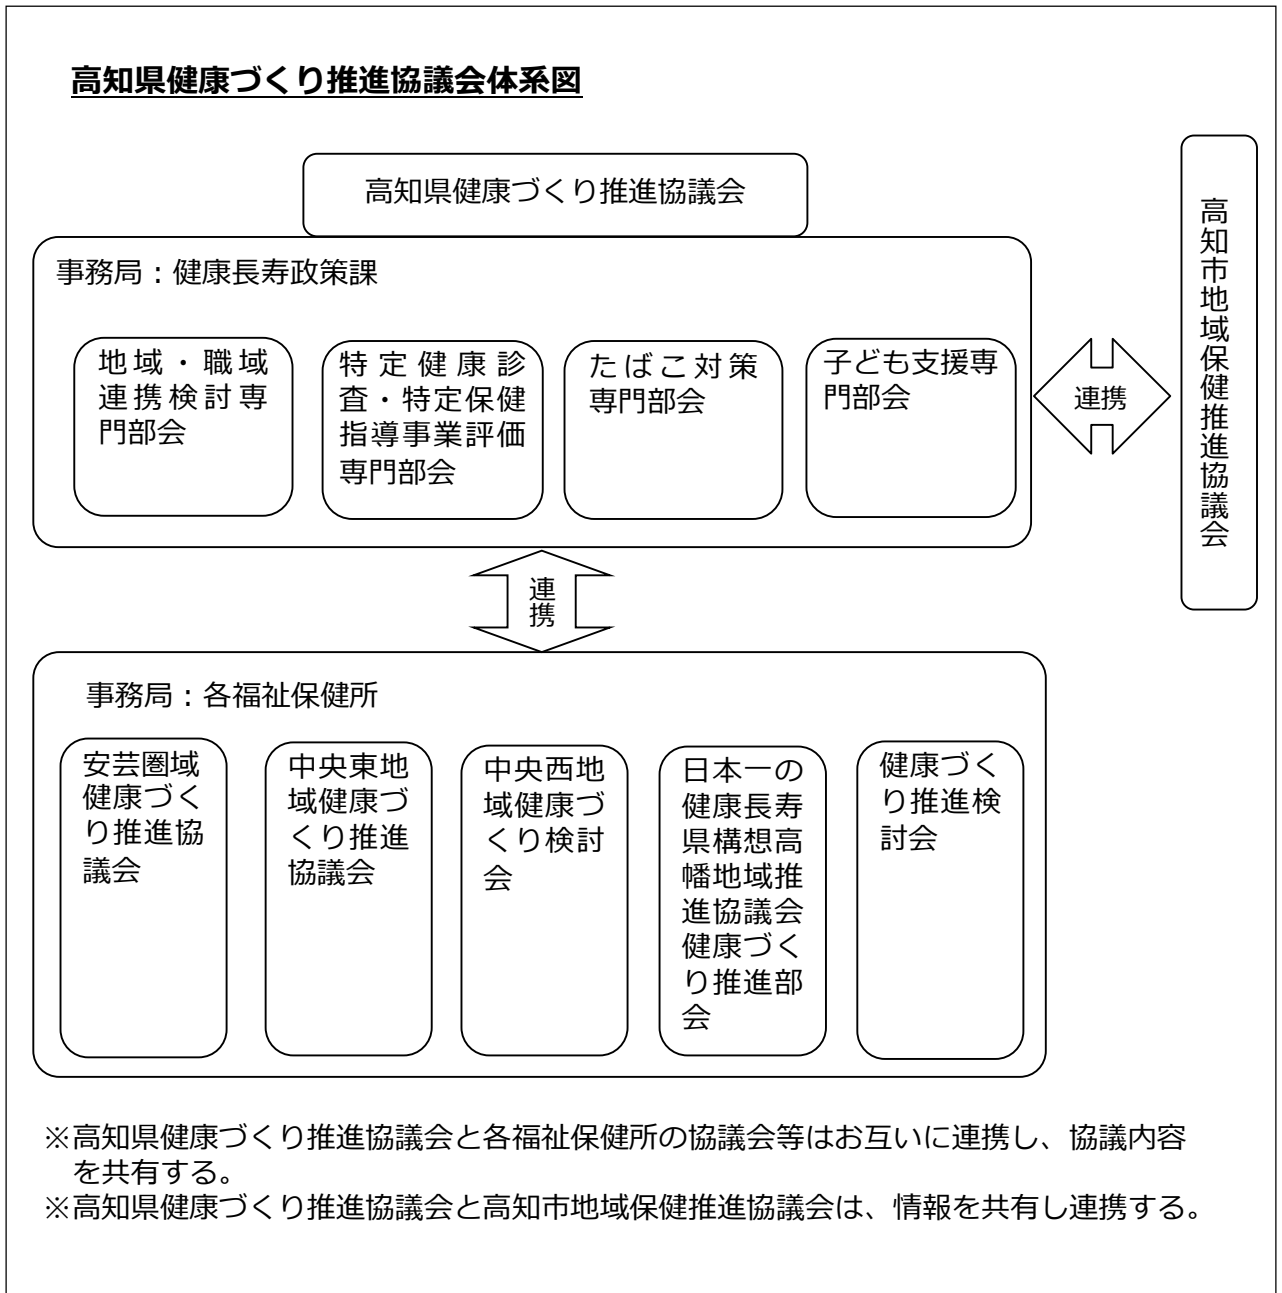 高知県健康づくり推進協議会体系図
高知県健康づくり推進協議会
事務局：健康長寿政策課
地域・職域
連携検討専
門部会
特定健康診
査・特定保健
指導事業評価
専門部会
たばこ対策
専門部会
子ども支援専
門部会
連携
高知市地域保健推進協議会
連携
事務局：各福祉保健所
安芸圏域
健康づく
り推進協
議会
中央東地
域健康づ
くり推進
協議会
中央西地
域健康づ
くり検討
会
日本一の
健康長寿
県構想高
幡地域推
進協議会
健康づく
り推進部
会
健康づく
り推進検
討会
※高知県健康づくり推進協議会と各福祉保健所の協議会等はお互いに連携し、協議内容
を共有する。
※高知県健康づくり推進協議会と高知市地域保健推進協議会は、情報を共有し連携する。